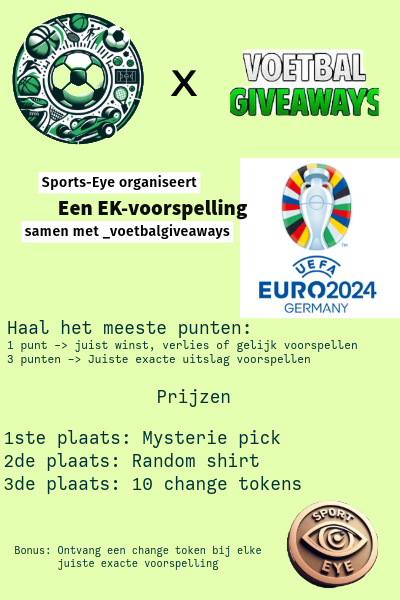 x
VOETBAL
GIVEAWAYS
Sports-Eye organiseert
Een EK-voorspelling
samen met _voetbalgiveaways
TM
UEFA
EURO2024
GERMANY
Haal het meeste punten:
1 punt -> juist winst, verlies of gelijk voorspellen
3 punten -> Juiste exacte uitslag voorspellen
Prijzen
1ste plaats: Mysterie pick
2de plaats: Random shirt
3de plaats: 10 change tokens
SPORT
EYE
Bonus: Ontvang een change token bij elke
juiste exacte voorspelling